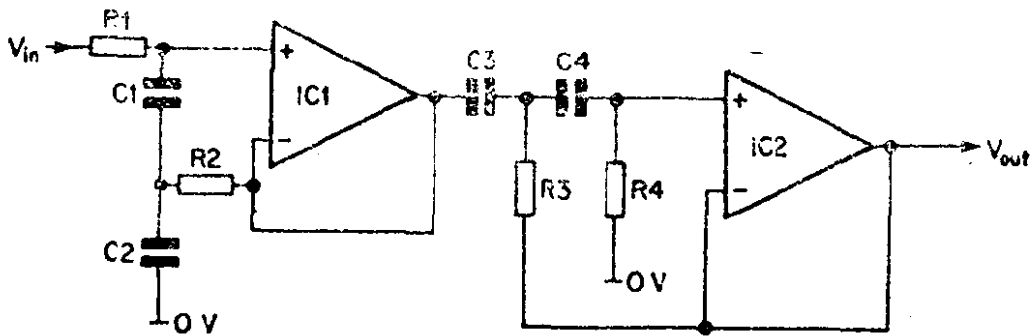 R1
Vin
C1
+
IC1
−
R2
C2
0 V
C3
C4
R3
R4
0 V
+
IC2
−
Vout